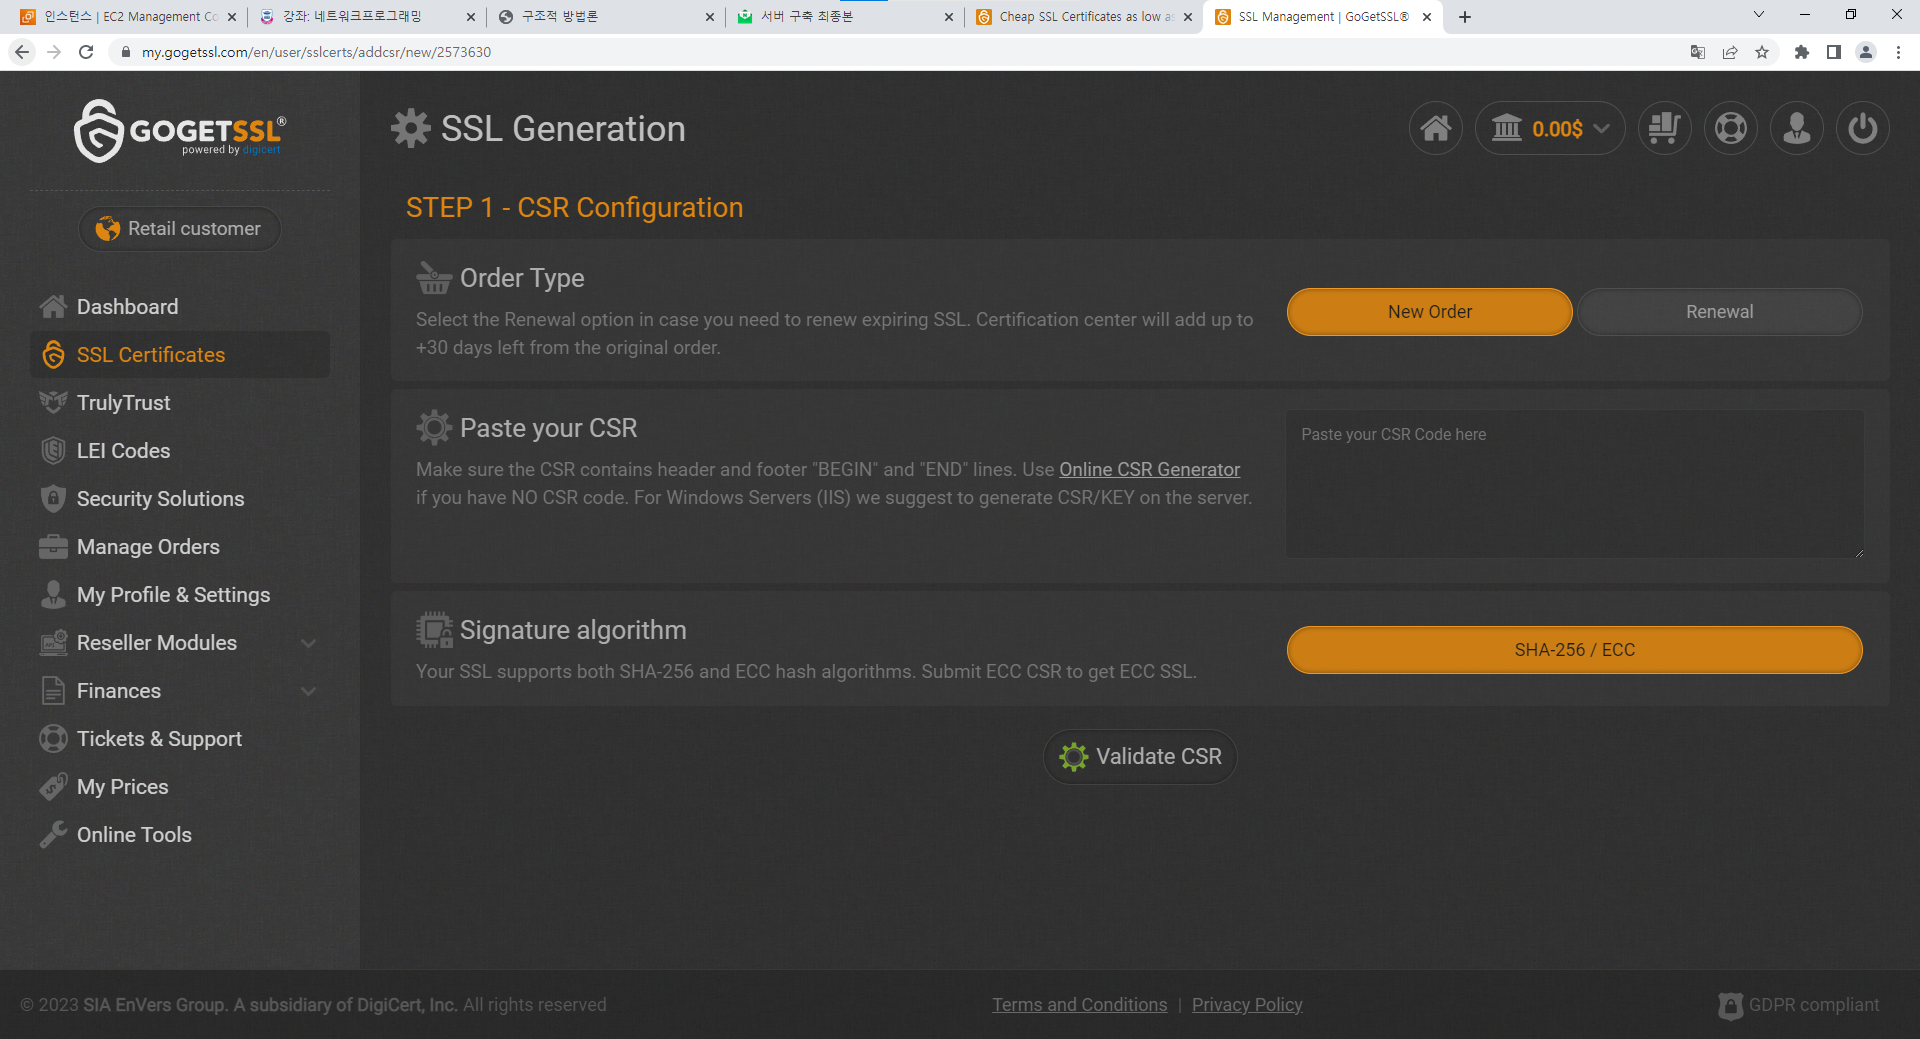 인스턴스 | EC2 Management Co
강좌: 네트워크프로그래밍
구조적 방법론
서버 구축 최종본
Cheap SSL Certificates as low as
SSL Management | GoGetSSL®
my.gogetssl.com/en/user/sslcerts/addcsr/new/2573630
GOGETSSL®
powered by digicert
SSL Generation
0.00$
Retail customer
Dashboard
SSL Certificates
TrulyTrust
LEI Codes
Security Solutions
Manage Orders
My Profile & Settings
Reseller Modules
Finances
Tickets & Support
My Prices
Online Tools
STEP 1 - CSR Configuration
Order Type
Select the Renewal option in case you need to renew expiring SSL. Certification center will add up to
+30 days left from the original order.
New Order
Renewal
Paste your CSR
Make sure the CSR contains header and footer "BEGIN" and "END" lines. Use Online CSR Generator
if you have NO CSR code. For Windows Servers (IIS) we suggest to generate CSR/KEY on the server.
Paste your CSR Code here
Signature algorithm
Your SSL supports both SHA-256 and ECC hash algorithms. Submit ECC CSR to get ECC SSL.
SHA-256 / ECC
Validate CSR
© 2023 SIA EnVers Group. A subsidiary of DigiCert, Inc. All rights reserved
Terms and Conditions | Privacy Policy
GDPR compliant